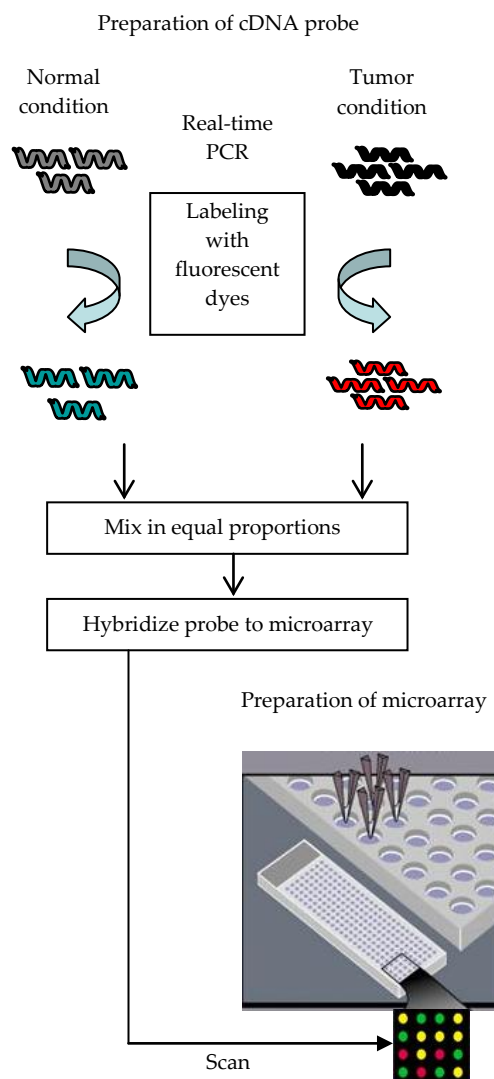 Preparation of cDNA probe
Normal
condition
Real-time
PCR
Tumor
condition
Labeling
with
fluorescent
dyes
Mix in equal proportions
Hybridize probe to microarray
Preparation of microarray
Scan